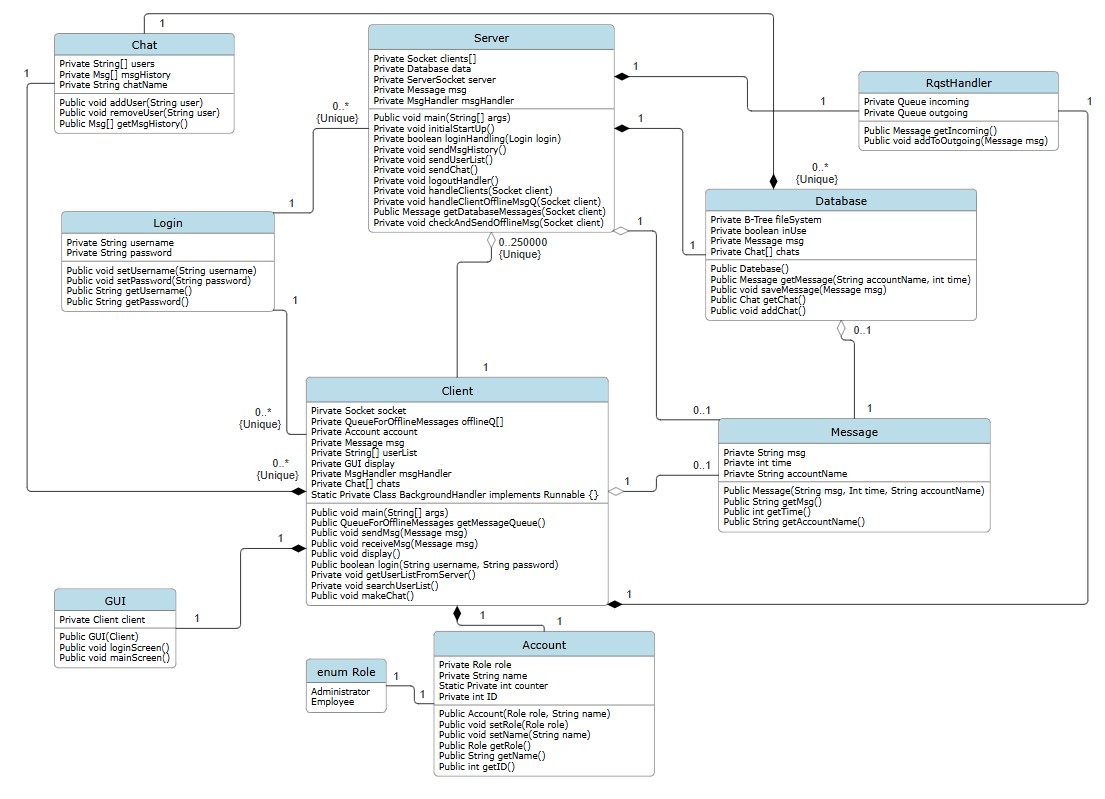 1
Chat
Private String[] users
Private Msg[] msgHistory
Private String chatName
Public void addUser(String user)
Public void removeUser(String user)
Public Msg[] getMsgHistory()
1
Server
Private Socket clients[]
Private Database data
Private ServerSocket server
Private Message msg
Private MsgHandler msgHandler
Public void main(String[] args)
Private void initialStartUp()
Private boolean loginHandling(Login login)
Private void sendMsgHistory()
Private void sendUserList()
Private void sendChat()
Private void logoutHandler()
Private void handleClients(Socket client)
Private void handleClientOfflineMsgQ(Socket client)
Public Message getDatabaseMessages(Socket client)
Private void checkAndSendOfflineMsg(Socket client)
1
1
1
RqstHandler
Private Queue incoming
Private Queue outgoing
Public Message getIncoming()
Public void addToOutgoing(Message msg)
1
0..*
{Unique}
1
0..*
{Unique}
Login
Private String username
Private String password
Public void setUsername(String username)
Public void setPassword(String password)
Public String getUsername()
Public String getPassword()
1
0..250000
{Unique}
1
1
Database
Private B-Tree fileSystem
Private boolean inUse
Private Message msg
Private Chat[] chats
Public Datebase()
Public Message getMessage(String accountName, int time)
Public void saveMessage(Message msg)
Public Chat getChat()
Public void addChat()
0..1
1
1
0..*
{Unique}
0..*
{Unique}
Client
Pirvate Socket socket
Private QueueForOfflineMessages offlineQ[]
Private Account account
Private Message msg
Private String[] userList
Private GUI display
Private MsgHandler msgHandler
Private Chat[] chats
Static Private Class BackgroundHandler implements Runnable {}
Public void main(String[] args)
Public QueueForOfflineMessages getMessageQueue()
Public void sendMsg(Message msg)
Public void receiveMsg(Message msg)
Public void display()
Public boolean login(String username, String password)
Private void getUserListFromServer()
Private void searchUserList()
Public void makeChat()
0..1
1
0..1
Message
Priavte String msg
Priavte int time
Private String accountName
Public Message(String msg, Int time, String accountName)
Public String getMsg()
Public int getTime()
Public String getAccountName()
1
1
GUI
Private Client client
Public GUI(Client)
Public void loginScreen()
Public void mainScreen()
1
1
1
Account
Private Role role
Private String name
Static Private int counter
Private int ID
Public Account(Role role, String name)
Public void setRole(Role role)
Public void setName(String name)
Public Role getRole()
Public String getName()
Public int getID()
enum Role
Administrator
Employee
1
1